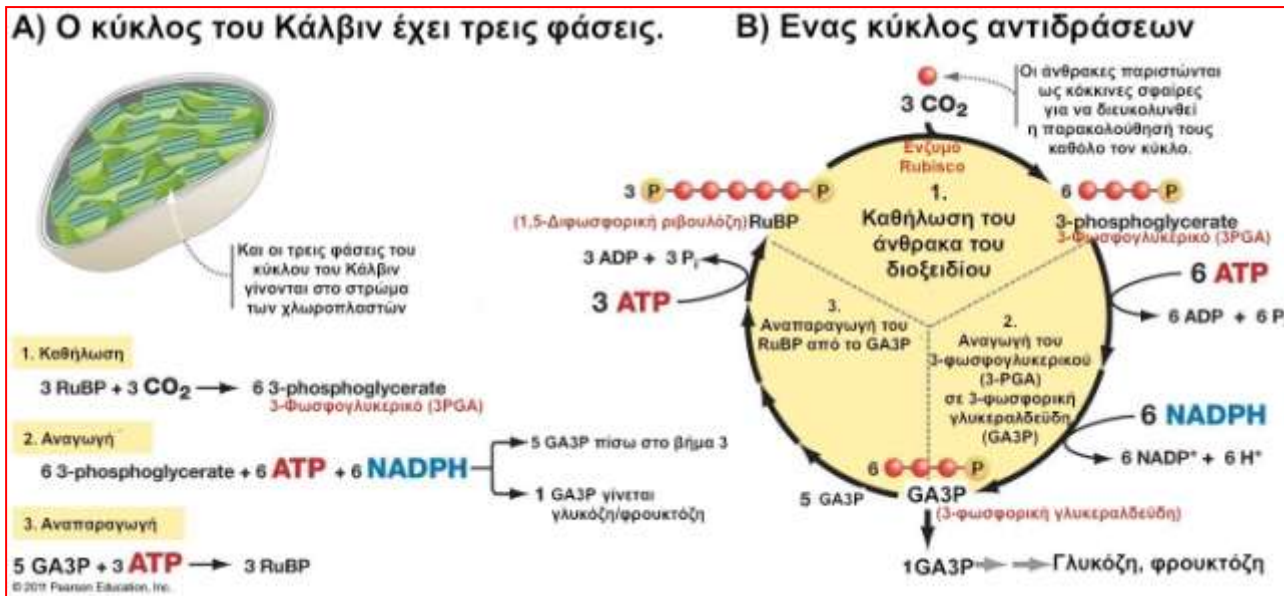 A) Ο κύκλος του Κάλβιν έχει τρεις φάσεις.
Και οι τρεις φάσεις του
κύκλου του Κάλβιν
γίνονται στο στρώμα
των χλωροπλαστών
1. Καθήλωση
3 RuBP + 3 CO2 → 6 3-phosphoglycerate
3-Φωσφογλυκερικο (3PGA)
2. Αναγωγή
6 3-phosphoglycerate + 6 ATP + 6 NADPH
5 GA3P πίσω στο βήμα 3
1 GA3P γίνεται
γλυκόζη/φρουκτόζη
3. Αναπαραγωγή
5 GA3P + 3 ATP → 3 RuBP
© 2011 Pearson Education, Inc.
B) Ενας κύκλος αντιδράσεων
3 CO2
Οι άνθρακες παριστώνται
ως κόκκινες σφαίρες
για να διευκολυνθεί
η παρακολούθησή τους
καθόλο τον κύκλο.
Ενζυμό
Rubisco
3 P P
(1,5-Διφωσφορική ριβουλόζη) RuBP
6 P
3-phosphoglycerate
3-Φωσφογλυκερικό (3PGA)
1.
Καθήλωση του
άνθρακα του
διοξειδίου
3 ADP + 3 Pi
3 ATP
6 ATP
6 ADP + 6 P
3.
Αναπαραγωγή του
RuBP από το GA3P
2.
Αναγωγή του
3-φωσφογλυκερικού
(3-PGA)
σε 3-φωσφορική
γλυκεραλδεΰδη
(GA3P)
6 NADPH
6 NADP+ + 6 H+
6 P
5 GA3P
GA3P
(3-φωσφορική γλυκεραλδεΰδη)
1GA3P → → Γλυκόζη, φρουκτόζη